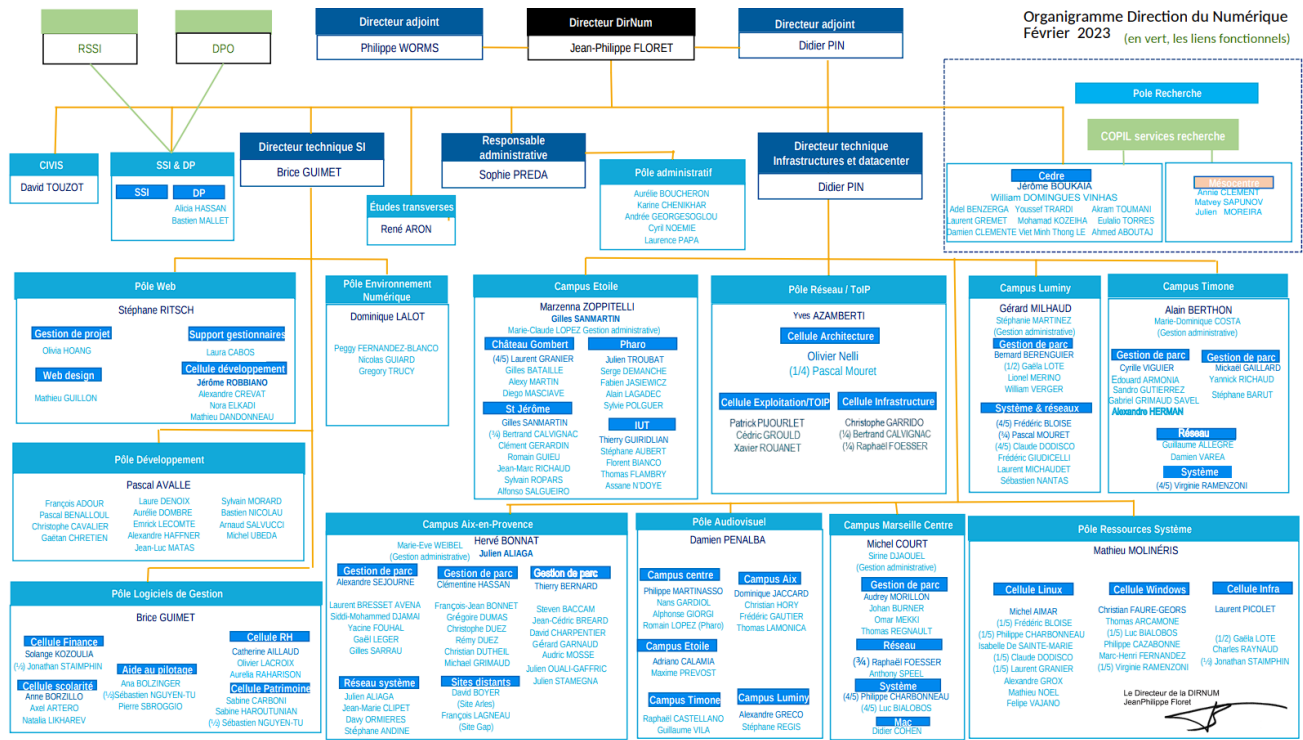 Organigramme Direction du Numérique
Février 2023 (en vert, les liens fonctionnels)
RSSI
DPO
Directeur adjoint
Philippe WORMS
Directeur DirNum
Jean-Philippe FLORET
Directeur adjoint
Didier PIN
Pole Recherche
COPIL services recherche
CIVIS
David TOUZOT
SSI & DP
SSI
DP
Alicia HASSAN
Bastien MALLET
Directeur technique SI
Brice GUIMET
Études transverses
René ARON
Responsable
administrative
Sophie PREDA
Pôle administratif
Aurélie BOUCHERON
Karine CHENIKHAR
Andrée GEORGESOGLOU
Cyril NOEMIE
Laurence PAPA
Directeur technique
Infrastructures et datacenter
Didier PIN
Cedre
Jérôme BOUKAIA
William DOMINGUES VINHAS
Adel BENZERGA Youssef TRARDI Akram TOUMANI
Laurent GREMET Mohamad KOZEIHA Eulalio TORRES
Damien CLEMENTE Viet Minh Thong LE Ahmed ABOUTAJ
Mésocentre
Annie CLEMENT
Matvey SAPUNOV
Julien MOREIRA
Pôle Web
Stéphane RITSCH
Gestion de projet
Olivia HOANG
Web design
Mathieu GUILLON
Support gestionnaires
Laura CABOS
Cellule développement
Jérôme ROBBIANO
Alexandre CREVAT
Nora ELKADI
Mathieu DANDONNEAU
Pôle Environnement
Numérique
Dominique LALOT
Peggy FERNANDEZ-BLANCO
Nicolas GUIARD
Gregory TRUCY
Campus Etoile
Marzenna ZOPPITELLI
Gilles SANMARTIN
Marie-Claude LOPEZ Gestion administrative)
Château Gombert
(4/5) Laurent GRANIER
Gilles BATAILLE
Alexy MARTIN
Diego MASCIAVE
St Jérôme
Gilles SANMARTIN
(¼) Bertrand CALVIGNAC
Clément GERARDIN
Romain GUIEU
Jean-Marc RICHAUD
Sylvain ROPARS
Alfonso SALGUEIRO
Pharo
Julien TROUBAT
Serge DEMANCHE
Fabien JASIEWICZ
Alain LAGADEC
Sylvie POLGUER
IUT
Thierry GUIRIDLIAN
Stéphane AUBERT
Florent BIANCO
Thomas FLAMBRY
Assane N'DOYE
Pôle Réseau / ToIP
Yves AZAMBERTI
Cellule Architecture
Olivier Nelli
(1/4) Pascal Mouret
Cellule Exploitation/TOIP
Patrick PIJOURLET
Cédric GROULD
Xavier ROUANET
Cellule Infrastructure
Christophe GARRIDO
(¼) Bertrand CALVIGNAC
(¼) Raphaël FOESSER
Campus Luminy
Gérard MILHAUD
Stéphanie MARTINEZ
(Gestion administrative)
Gestion de parc
Bernard BERENGUIER
(1/2) Gaëla LOTE
Lionel MERINO
William VERGER
Système & réseaux
(4/5) Frédéric BLOISE
(¼) Pascal MOURET
(4/5) Claude DODISCO
Frédéric GIUDICELLI
Laurent MICHAUDET
Sébastien NANTAS
Campus Timone
Alain BERTHON
Marie-Dominique COSTA
(Gestion administrative)
Gestion de parc
Cyrille VIGUIER
Edouard ARMONIA
Sandro GUTIERREZ
Gabriel GRIMAUD SAVEL
Alexandre HERMAN
Gestion de parc
Mickaël GAILLARD
Yannick RICHAUD
Stéphane BARUT
Réseau
Guillaume ALLEGRE
Damien VAREA
Système
(4/5) Virginie RAMENZONI
Pôle Développement
Pascal AVALLE
François ADOUR
Pascal BENALLOUL
Christophe CAVALIER
Gaëtan CHRETIEN
Laure DENOIX
Aurélie DOMBRE
Emrick LECOMTE
Alexandre HAFFNER
Jean-Luc MATAS
Sylvain MORARD
Bastien NICOLAU
Arnaud SALVUCCI
Michel UBEDA
Pôle Logiciels de Gestion
Brice GUIMET
Cellule Finance
Solange KOZOULIA
(½) Jonathan STAIMPHIN
Cellule scolarité
Anne BORZILLO
Axel ARTERO
Natalia LIKHAREV
Aide au pilotage
Ana BOLZINGER
(½)Sébastien NGUYEN-TU
Pierre SBROGGIO
Cellule RH
Catherine AILLAUD
Olivier LACROIX
Aurelia RAHARISON
Cellule Patrimoine
Sabine CARBONI
Sabine HAROUTUNIAN
(½) Sébastien NGUYEN-TU
Campus Aix-en-Provence
Hervé BONNAT
Marie-Eve WEIBEL
(Gestion administrative)
Julien ALIAGA
Gestion de parc
Alexandre SEJOURNE
Laurent BRESSET AVENA
Siddi-Mohammed DJAMAI
Yacine FOUHAL
Gaël LEGER
Gilles SARRAU
Réseau système
Julien ALIAGA
Jean-Marie CLIPET
Davy ORMIERES
Stéphane ANDINE
Gestion de parc
Clémentine HASSAN
François-Jean BONNET
Grégoire DUMAS
Christophe DUEZ
Rémy DUEZ
Christian DUTHEIL
Michael GRIMAUD
Sites distants
David BOYER
(Site Arles)
François LAGNEAU
(Site Gap)
Gestion de parc
Thierry BERNARD
Steven BACCAM
Jean-Cédric BREARD
David CHARPENTIER
Gérard GARNAUD
Audric MOSSE
Julien OUALI-GAFFRIC
Julien STAMEGNA
Pôle Audiovisuel
Damien PENALBA
Campus centre
Philippe MARTINASSO
Nans GARDIOL
Alphonse GIORGI
Romain LOPEZ (Pharo)
Campus Etoile
Adriano CALAMIA
Maxime PREVOST
Campus Timone
Raphaël CASTELLANO
Guillaume VILA
Campus Aix
Dominique JACCARD
Christian HORY
Frédéric GAUTIER
Thomas LAMONICA
Campus Luminy
Alexandre GRECO
Stéphane REGIS
Campus Marseille Centre
Michel COURT
Sirine DJAOUEL
(Gestion administrative)
Gestion de parc
Audrey MORILLON
Johan BURNER
Omar MEKKI
Thomas REGNAULT
Réseau
(¾) Raphaël FOESSER
Anthony SPEEL
Système
(4/5) Philippe CHARBONNEAU
(4/5) Luc BIALOBOS
Mac
Didier COHEN
Pôle Ressources Système
Mathieu MOLINÉRIS
Cellule Linux
Michel AIMAR
(1/5) Frédéric BLOISE
(1/5) Philippe CHARBONNEAU
Isabelle De SAINTE-MARIE
(1/5) Claude DODISCO
(1/5) Laurent GRANIER
Alexandre GROX
Mathieu NOEL
Felipe VAJANO
Cellule Windows
Christian FAURE-GEORS
Thomas ARCAMONE
(1/5) Luc BIALOBOS
Philippe CAZABONNE
Marc-Henri FERNANDEZ
(1/5) Virginie RAMENZONI
Cellule Infra
Laurent PICOLET
(1/2) Gaëlla LOTE
Charles RAYNAUD
(½) Jonathan STAIMPHIN
Le Directeur de la DIRNUM
JeanPhilippe Floret